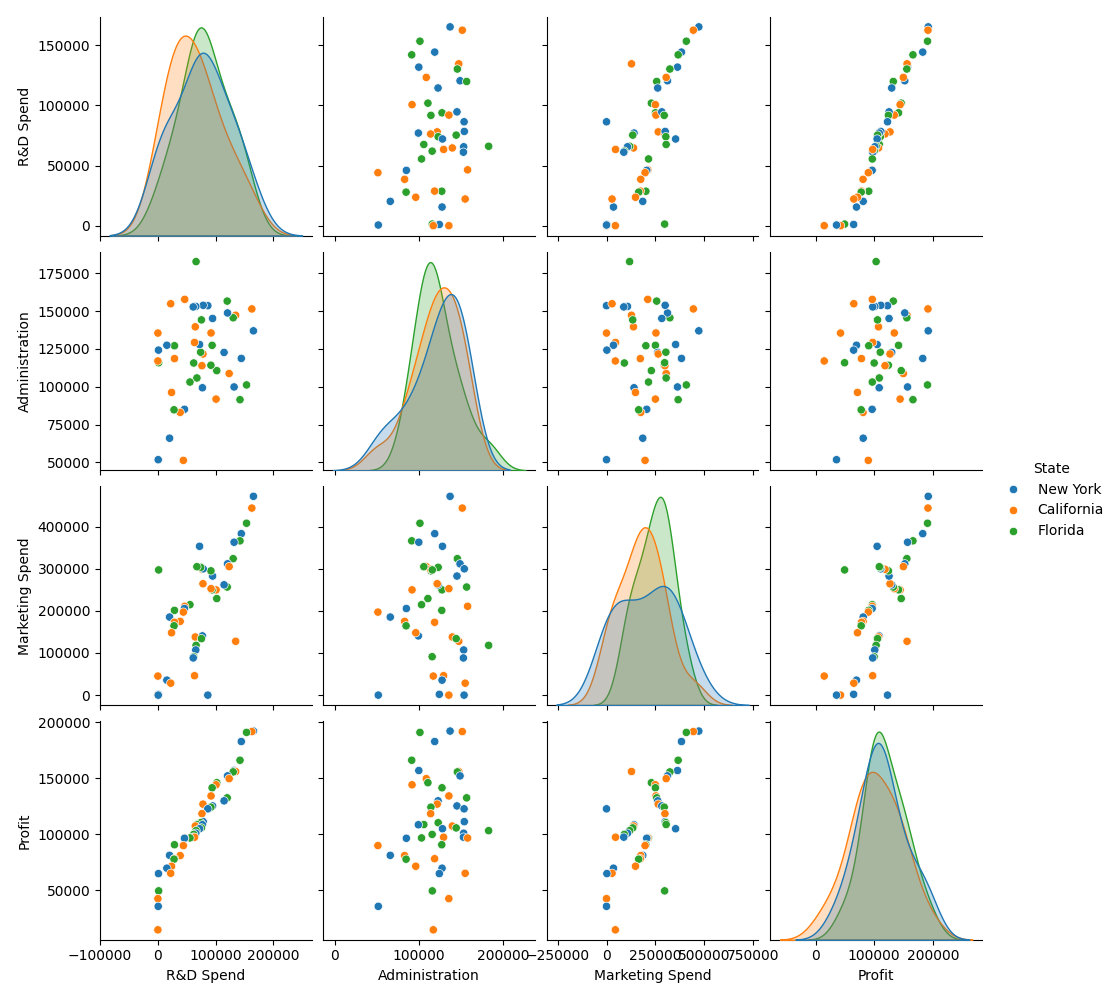 150000
100000
50000
0
R&D Spend
175000
150000
125000
100000
75000
50000
Administration
State
New York
California
Florida
400000
300000
200000
100000
0
Marketing Spend
200000
150000
100000
50000
Profit
−100000 0 100000 200000
0 100000 200000
−250000 0 250000 500000 750000
0 100000 200000
R&D Spend Administration Marketing Spend Profit